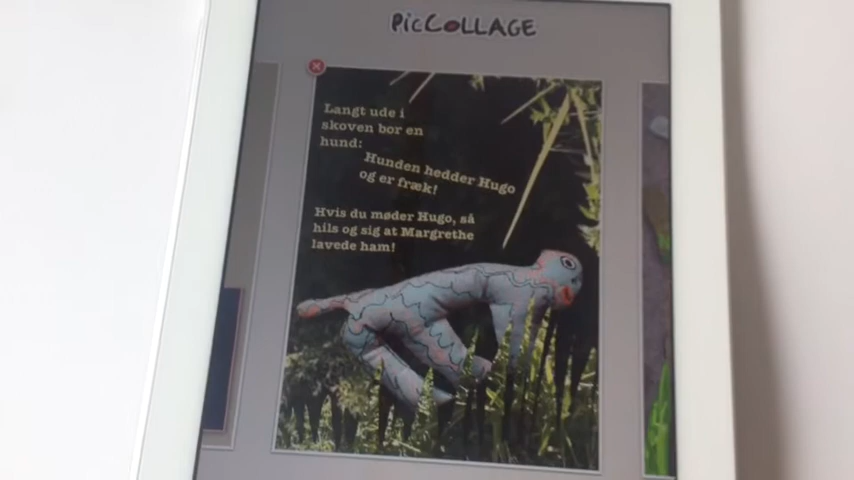 PicCOLLAGE
Langt ude i
skoven bor en
hund:
Hunden hedder Hugo
og er fræk!
Hvis du møder Hugo, så
hils og sig at Margrethe
lavede ham!